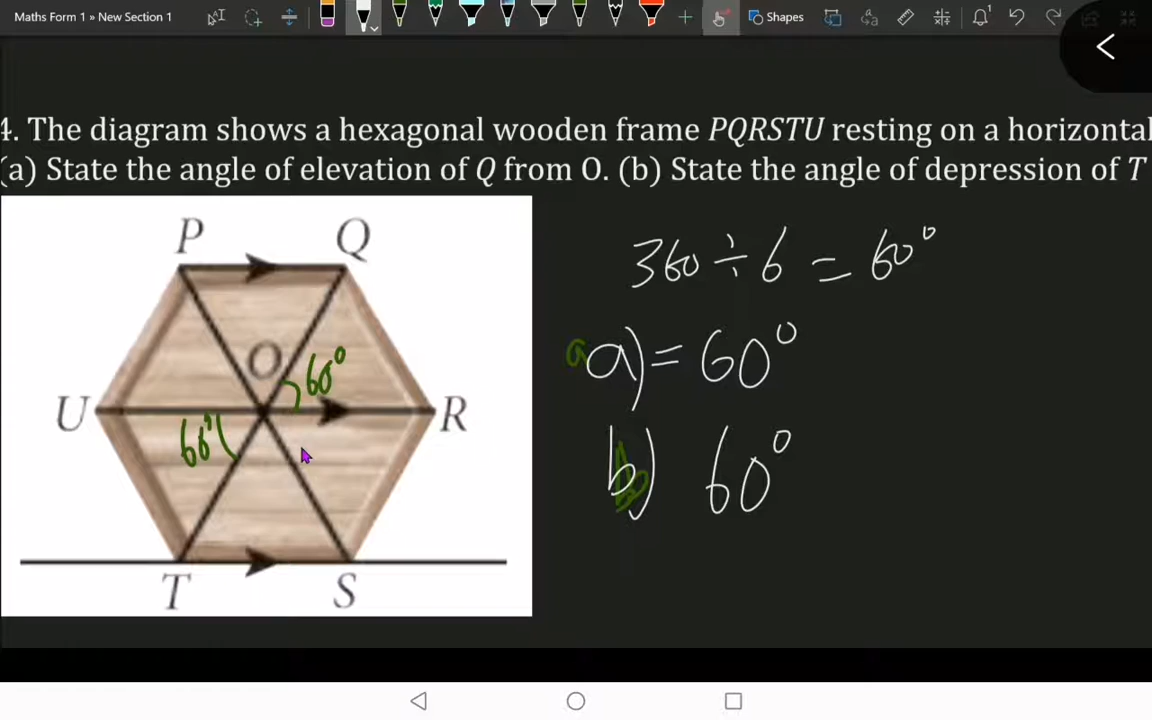 Maths Form 1 » New Section 1
Shapes
4. The diagram shows a hexagonal wooden frame PQRSTU resting on a horizontal
(a) State the angle of elevation of Q from O. (b) State the angle of depression of T
P Q
360 ÷ 6 = 60°
O 60°
a a) = 60°
U R
60°
b) 60°
T S